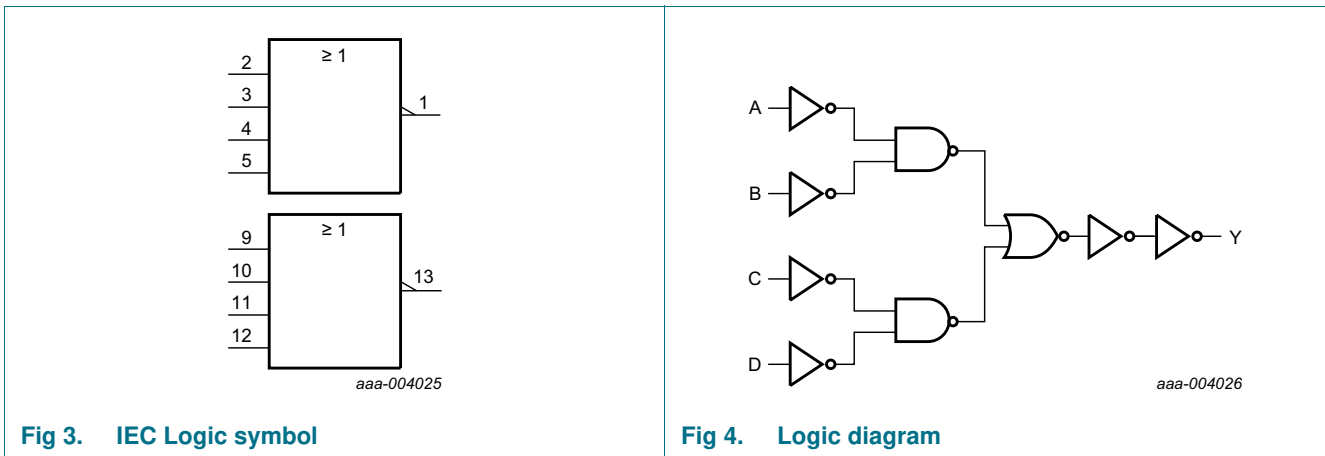 ≥ 1
2
3
4
5
1
≥ 1
9
10
11
12
13
aaa-004025
Fig 3. IEC Logic symbol
A
B
C
D
Y
aaa-004026
Fig 4. Logic diagram